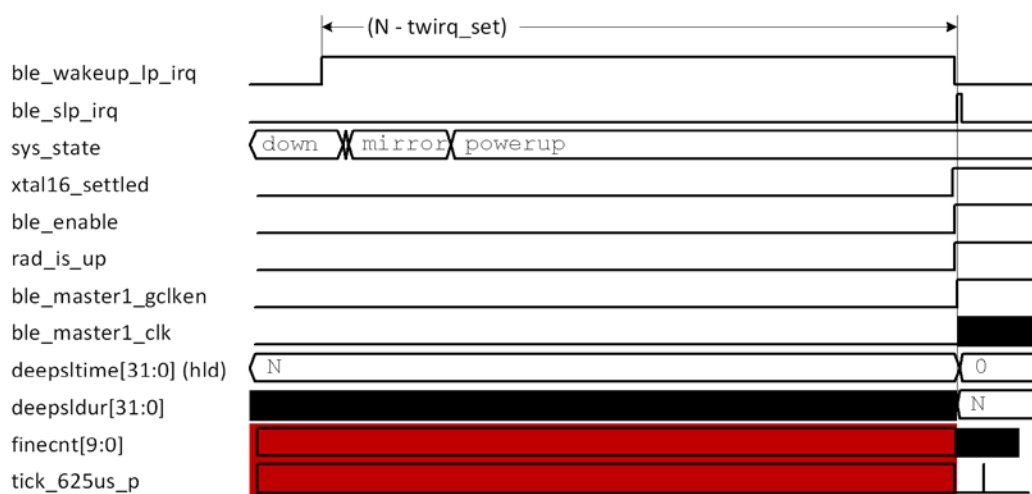 (N - twirq_set)
ble_wakeup_lp_irq
ble_slp_irq
sys_state down mirror powerup
xtal16_settled
ble_enable
rad_is_up
ble_master1_gclken
ble_master1_clk
deepsltime[31:0] (hld) N 0
deepsldur[31:0] N
finecnt[9:0]
tick_625us_p